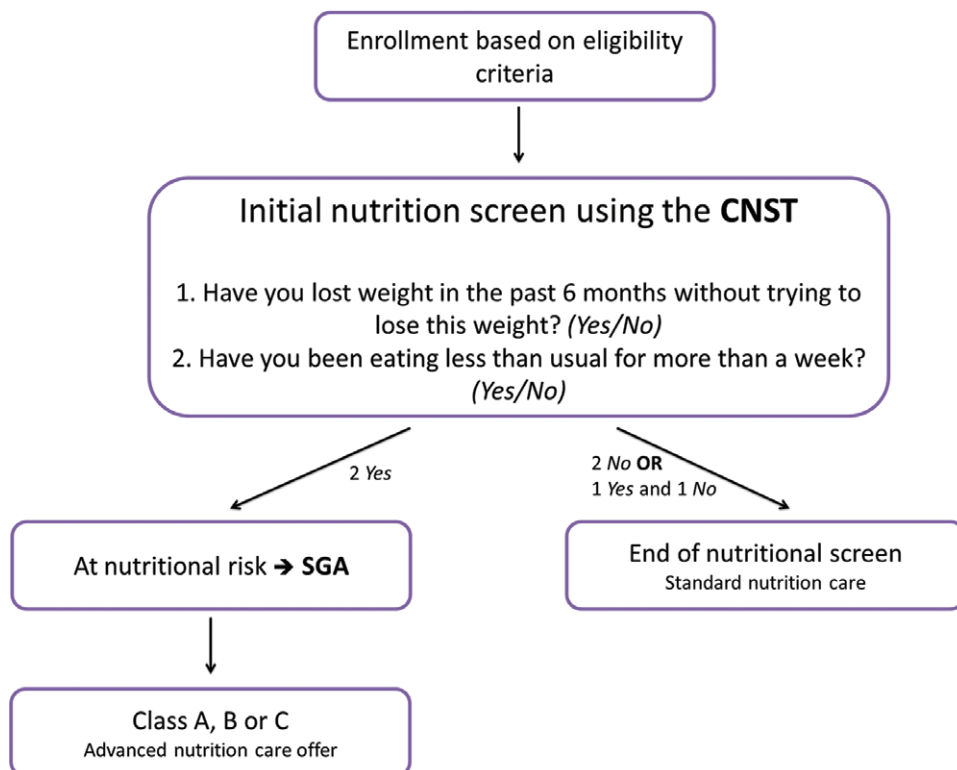 Enrollment based on eligibility
criteria
Initial nutrition screen using the CNST
1. Have you lost weight in the past 6 months without trying to
lose this weight? (Yes/No)
2. Have you been eating less than usual for more than a week?
(Yes/No)
2 Yes
2 No OR
1 Yes and 1 No
At nutritional risk ➔ SGA
End of nutritional screen
Standard nutrition care
Class A, B or C
Advanced nutrition care offer